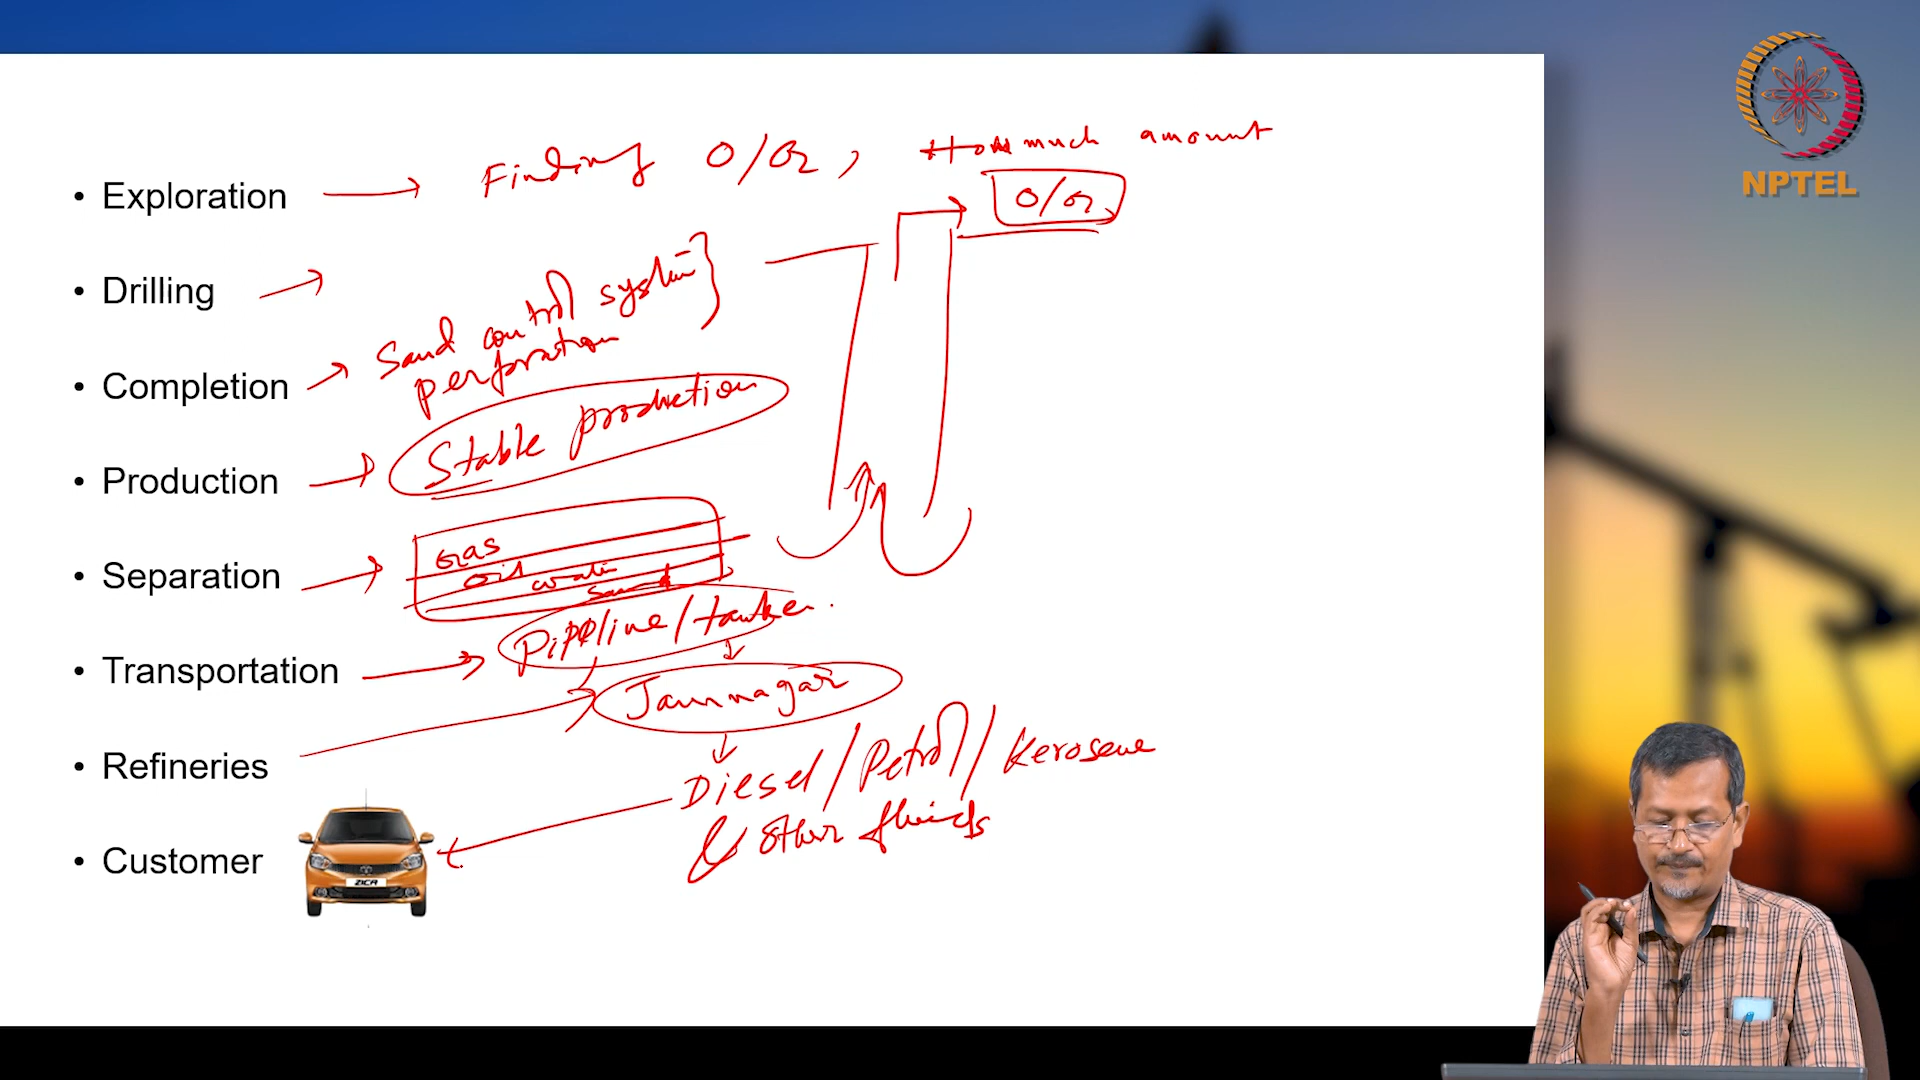 NPTEL
Finding O/G, How much amount
• Exploration
O/G
• Drilling
Sand control system
perforation
• Completion
Stable production
• Production
Gas
oil
water
sand
• Separation
Pipeline/tanker.
• Transportation
Jamnagar
• Refineries
Diesel/Petrol/Kerosene
& other fluids
• Customer
ZICA